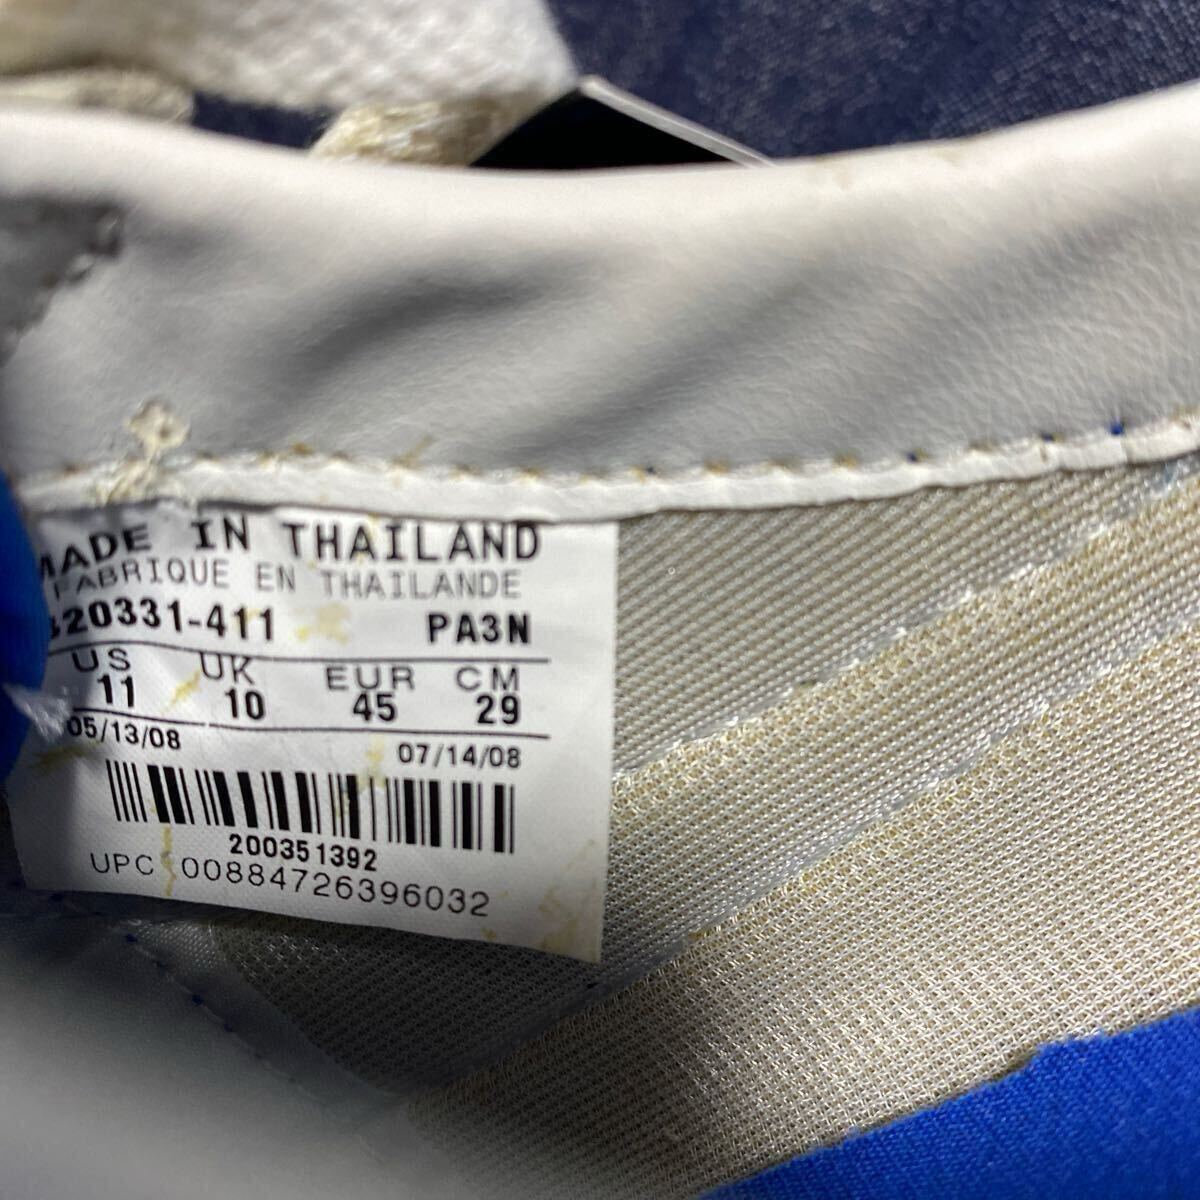 MADE IN THAILAND
FABRIQUE EN THAILANDE
320331-411 PA3N
US UK EUR CM
11 10 45 29
05/13/08 07/14/08
200351392
UPC 00884726396032